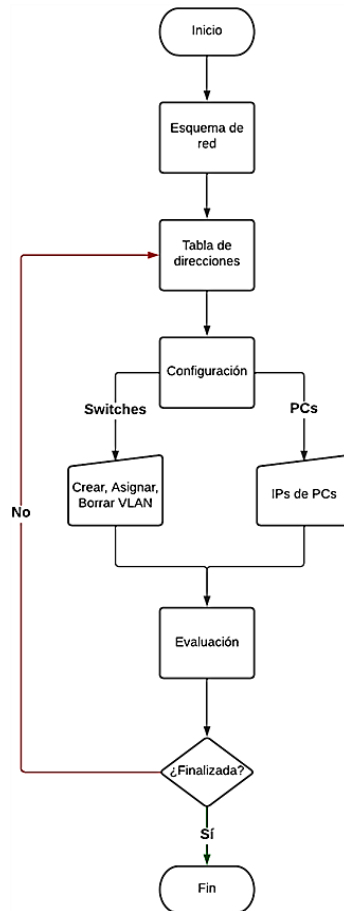 Inicio
Esquema de
red
Tabla de
direcciones
Configuración
Switches
PCs
Crear, Asignar,
Borrar VLAN
IPs de PCs
No
Evaluación
¿Finalizada?
Sí
Fin